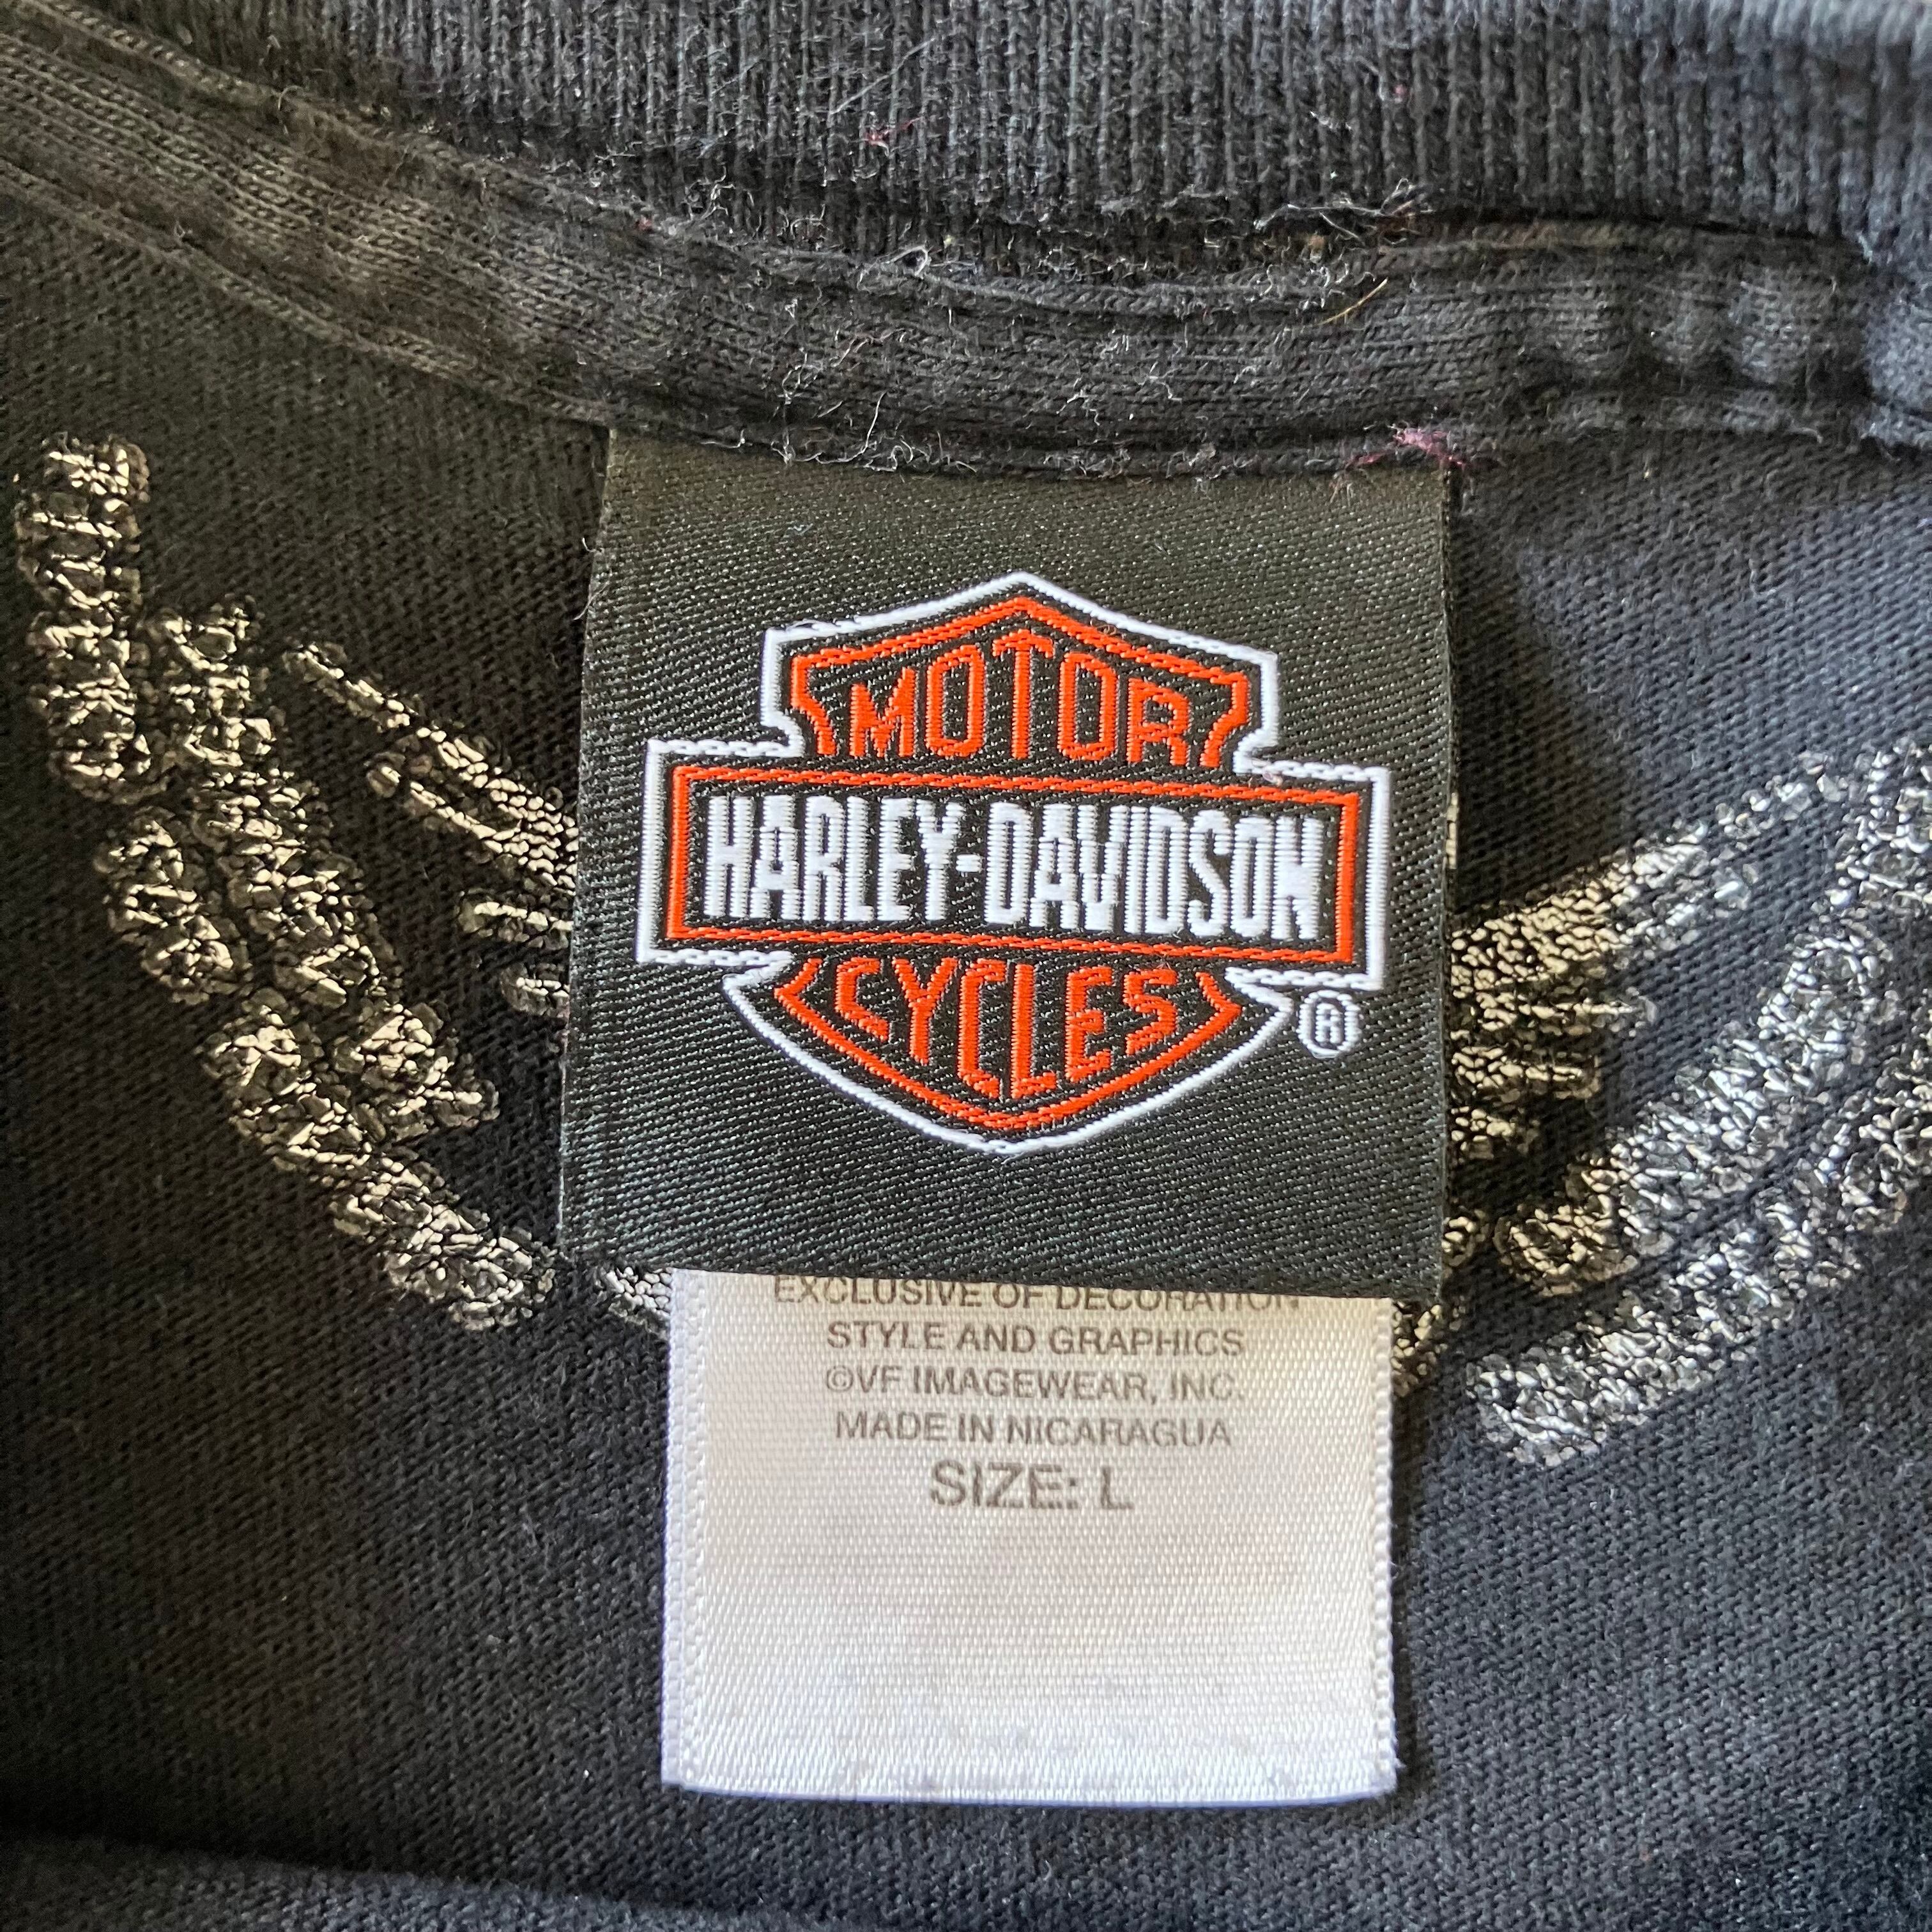 MOTOR
HARLEY-DAVIDSON
CYCLES
®
EXCLUSIVE OF DECORATION
STYLE AND GRAPHICS
©VF IMAGEWEAR, INC.
MADE IN NICARAGUA
SIZE: L